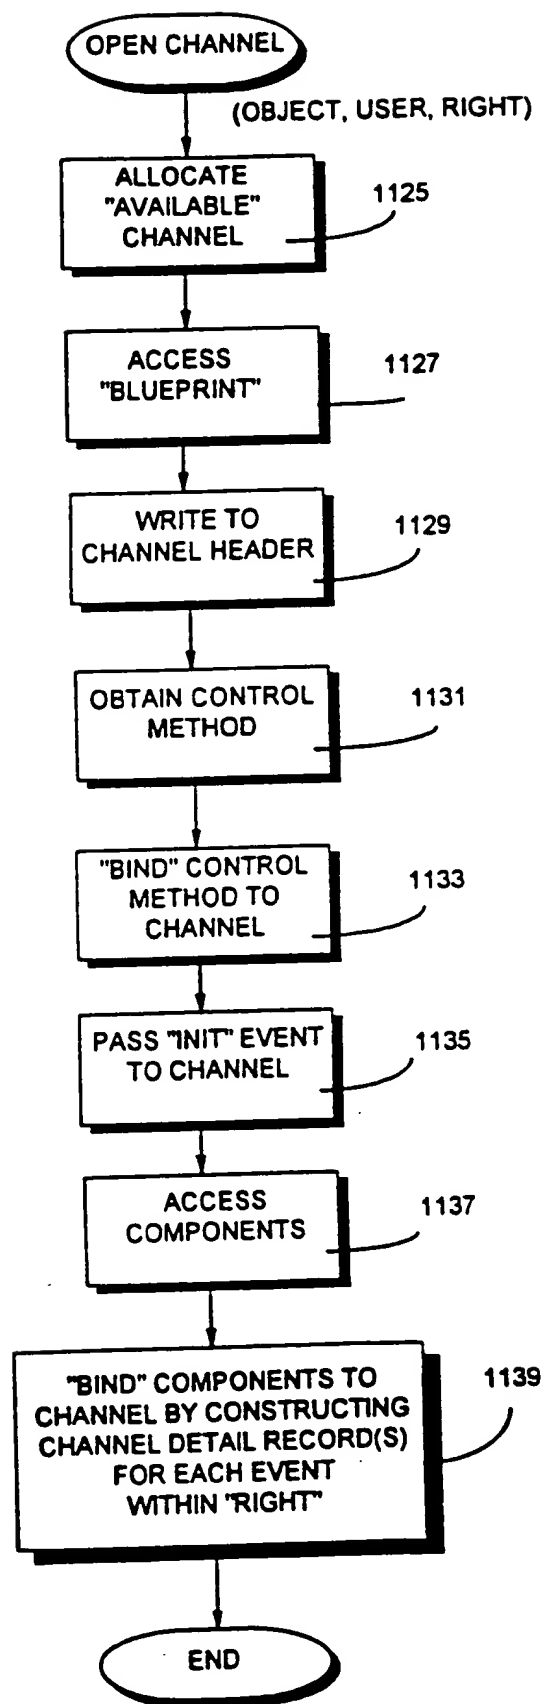 OPEN CHANNEL
(OBJECT, USER, RIGHT)
ALLOCATE
"AVAILABLE"
CHANNEL
1125
ACCESS
"BLUEPRINT"
1127
WRITE TO
CHANNEL HEADER
1129
OBTAIN CONTROL
METHOD
1131
"BIND" CONTROL
METHOD TO
CHANNEL
1133
PASS "INIT" EVENT
TO CHANNEL
1135
ACCESS
COMPONENTS
1137
"BIND" COMPONENTS TO
CHANNEL BY CONSTRUCTING
CHANNEL DETAIL RECORD(S)
FOR EACH EVENT
WITHIN "RIGHT"
1139
END